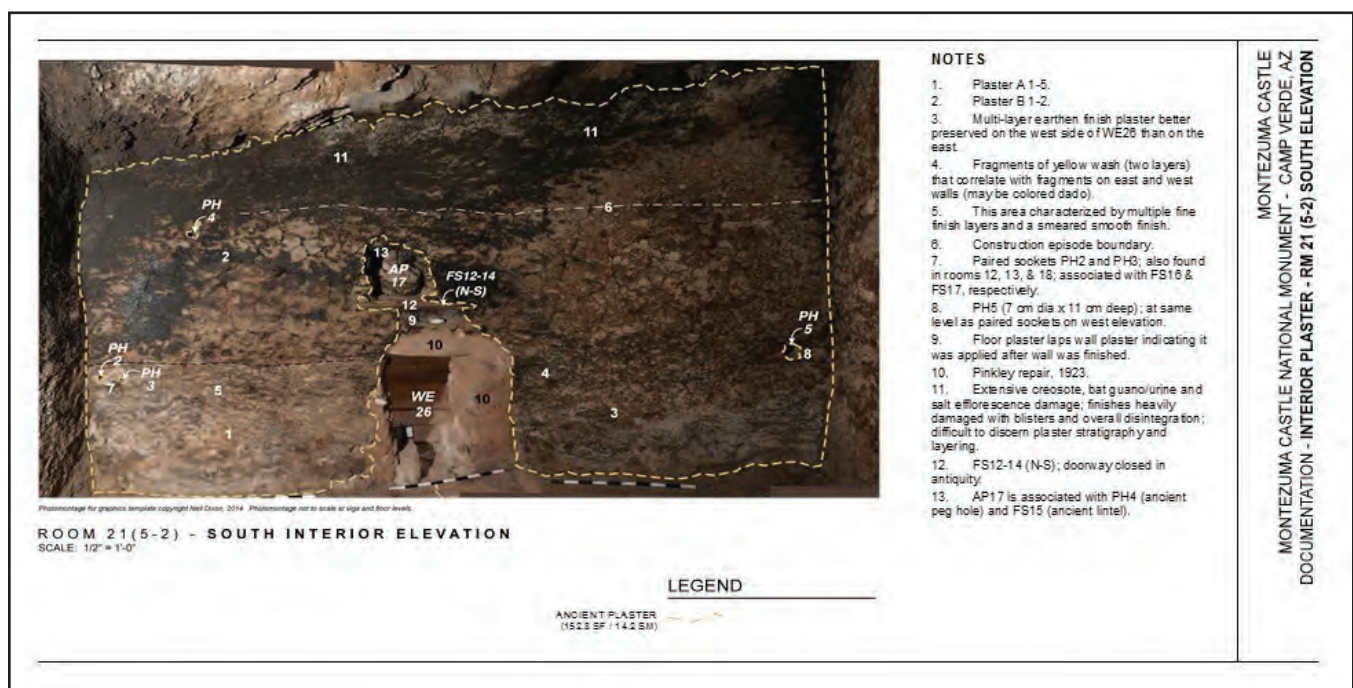 11
11
PH
4
6
2
13
AP
17
FS12-14
(N-S)
12
9
PH
5
8
10
PH
2
PH
3
7
5
4
WE
26
10
3
1
Photomontage for graphics template copyright Neil Dixon, 2014 Photomontage not to scale at viga and floor levels.
ROOM 21(5-2) - SOUTH INTERIOR ELEVATION
SCALE: 1/2" = 1'-0"
LEGEND
ANCIENT PLASTER
(152.8 SF / 14.2 SM)
NOTES
1. Plaster A 1-5.
2. Plaster B 1-2.
3. Multi-layer earthen finish plaster better
preserved on the west side of WE26 than on the
east.
4. Fragments of yellow wash (two layers)
that correlate with fragments on east and west
walls (may be colored dado).
5. This area characterized by multiple fine
finish layers and a smeared smooth finish.
6. Construction episode boundary.
7. Paired sockets PH2 and PH3; also found
in rooms 12, 13, & 18; associated with FS16 &
FS17, respectively.
8. PH5 (7 cm dia x 11 cm deep); at same
level as paired sockets on west elevation.
9. Floor plaster laps wall plaster indicating it
was applied after wall was finished.
10. Pinkley repair, 1923.
11. Extensive creosote, bat guano/urine and
salt efflorescence damage; finishes heavily
damaged with blisters and overall disintegration;
difficult to discern plaster stratigraphy and
layering.
12. FS12-14 (N-S); doorway closed in
antiquity.
13. AP17 is associated with PH4 (ancient
peg hole) and FS15 (ancient lintel).
MONTEZUMA CASTLE
MONTEZUMA CASTLE NATIONAL MONUMENT - CAMP VERDE, AZ
DOCUMENTATION - INTERIOR PLASTER - RM 21 (5-2) SOUTH ELEVATION